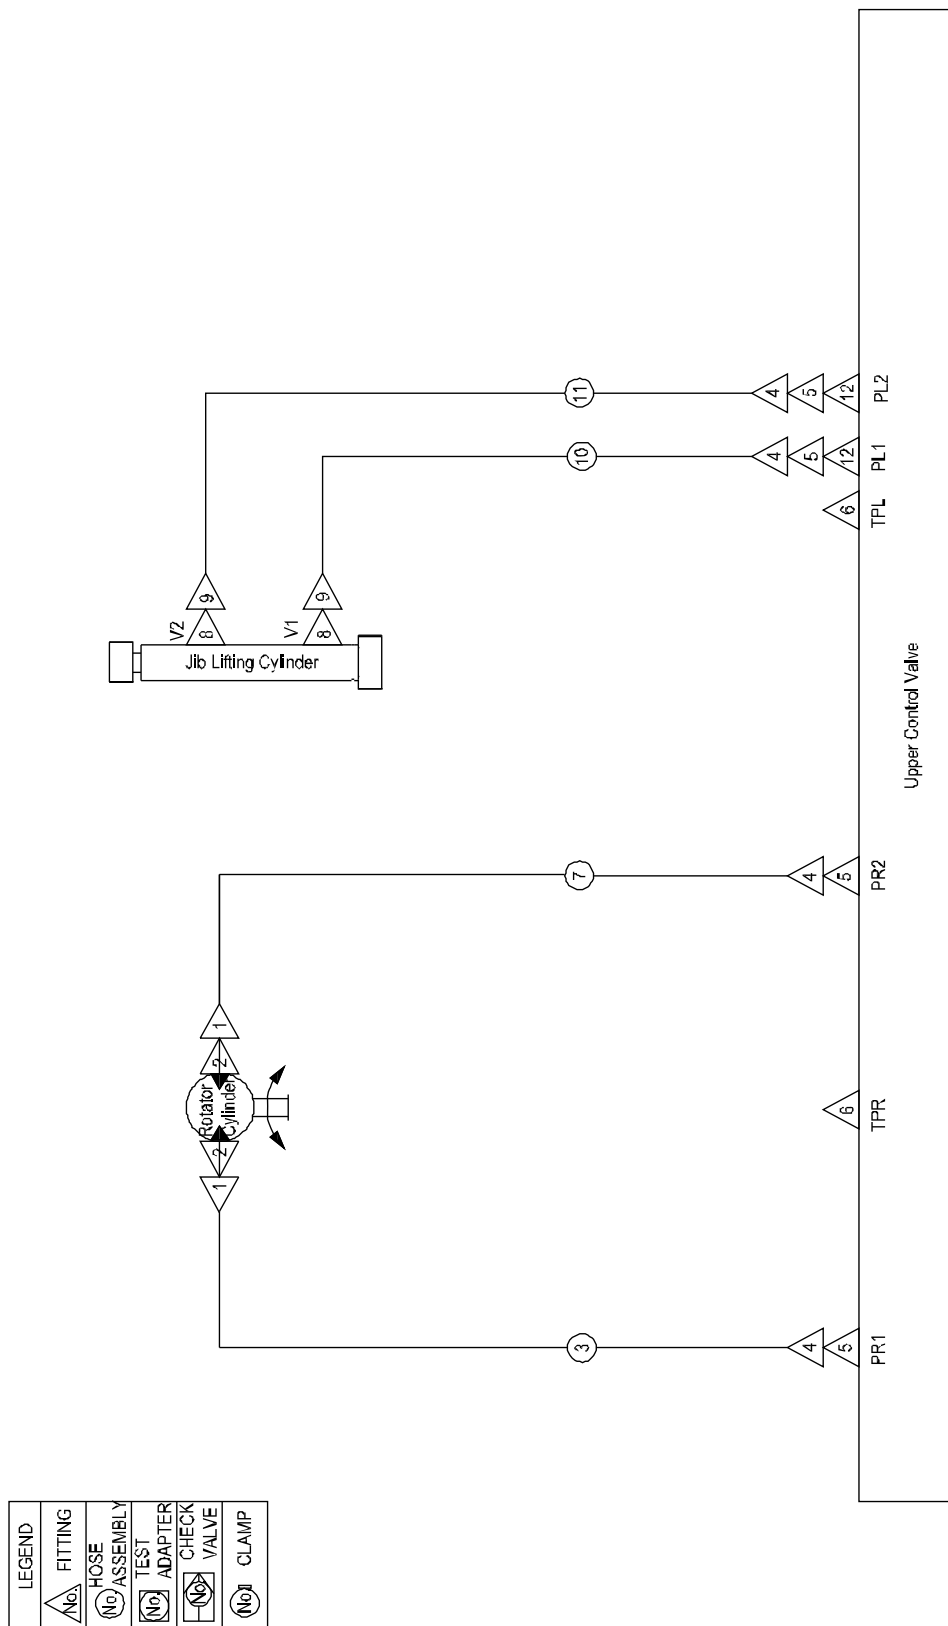 LEGEND
No. FITTING
No. HOSE
ASSEMBLY
No. TEST
ADAPTER
No. CHECK
VALVE
No. CLAMP
Rotator
Cylinder
1
2
2
1
3
7
4
5
PR1
6
TPR
4
5
PR2
Jib Lifting Cylinder
V2
8
9
V1
8
9
11
10
6
TPL
4
5
12
PL1
4
5
12
PL2
Upper Control Valve